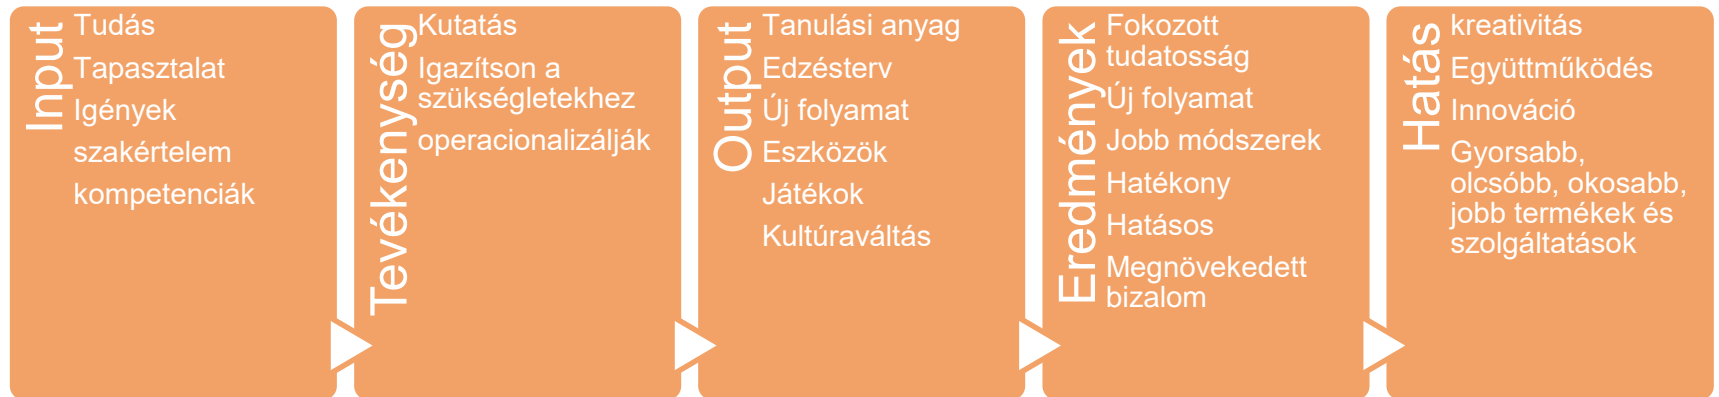 Input
Tudás
Tapasztalat
Igények
szakértelem
kompetenciák
Tevékenység
Kutatás
Igazítson a
szükségletekhez
operacionalizálják
Output
Tanulási anyag
Edzésterv
Új folyamat
Eszközök
Játékok
Kultúraváltás
Eredmények
Fokozott
tudatosság
Új folyamat
Jobb módszerek
Hatékony
Hatásos
Megnövekedett
bizalom
Hatás
kreativitás
Együttműködés
Innováció
Gyorsabb,
olcsóbb, okosabb,
jobb termékek és
szolgáltatások